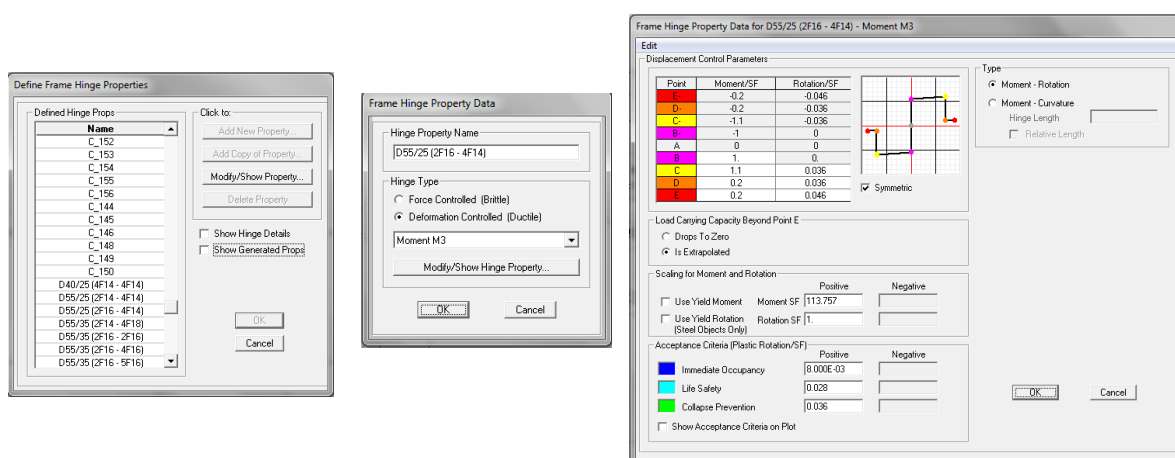 Define Frame Hinge Properties
Defined Hinge Props
Name
C_152
C_153
C_154
C_155
C_156
C_144
C_145
C_146
C_148
C_149
C_150
D40/25 (4F14 - 4F14)
D55/25 (2F14 - 4F14)
D55/25 (2F16 - 4F14)
D55/35 (2F14 - 4F18)
D55/35 (2F16 - 2F16)
D55/35 (2F16 - 4F16)
D55/35 (2F16 - 5F16)
Click to:
Add New Property...
Add Copy of Property...
Modify/Show Property...
Delete Property
Show Hinge Details
Show Generated Props
OK
Cancel
Frame Hinge Property Data
Hinge Property Name
D55/25 (2F16 - 4F14)
Hinge Type
Force Controlled (Brittle)
Deformation Controlled (Ductile)
Moment M3
Modify/Show Hinge Property...
OK
Cancel
Frame Hinge Property Data for D55/25 (2F16 - 4F14) - Moment M3
Edit
Displacement Control Parameters
Point Moment/SF Rotation/SF
E- -0.2 -0.046
D- -0.2 -0.036
C- -1.1 -0.036
B- -1 0
A 0 0
B 1. 0.
C 1.1 0.036
D 0.2 0.036
E 0.2 0.046
Symmetric
Load Carrying Capacity Beyond Point E
Drops To Zero
Is Extrapolated
Scaling for Moment and Rotation
Positive Negative
Use Yield Moment Moment SF 113.757
Use Yield Rotation Rotation SF 1.
(Steel Objects Only)
Acceptance Criteria (Plastic Rotation/SF)
Positive Negative
Immediate Occupancy 8.000E-03
Life Safety 0.028
Collapse Prevention 0.036
Show Acceptance Criteria on Plot
Type
Moment - Rotation
Moment - Curvature
Hinge Length
Relative Length
OK
Cancel